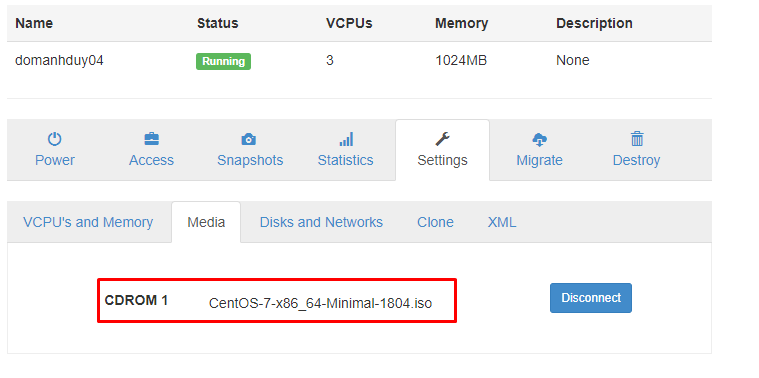 Name Status VCPUs Memory Description
domanhduy04 Running 3 1024MB None
Power Access Snapshots Statistics Settings Migrate Destroy
VCPU's and Memory Media Disks and Networks Clone XML
CDROM 1 CentOS-7-x86_64-Minimal-1804.iso Disconnect